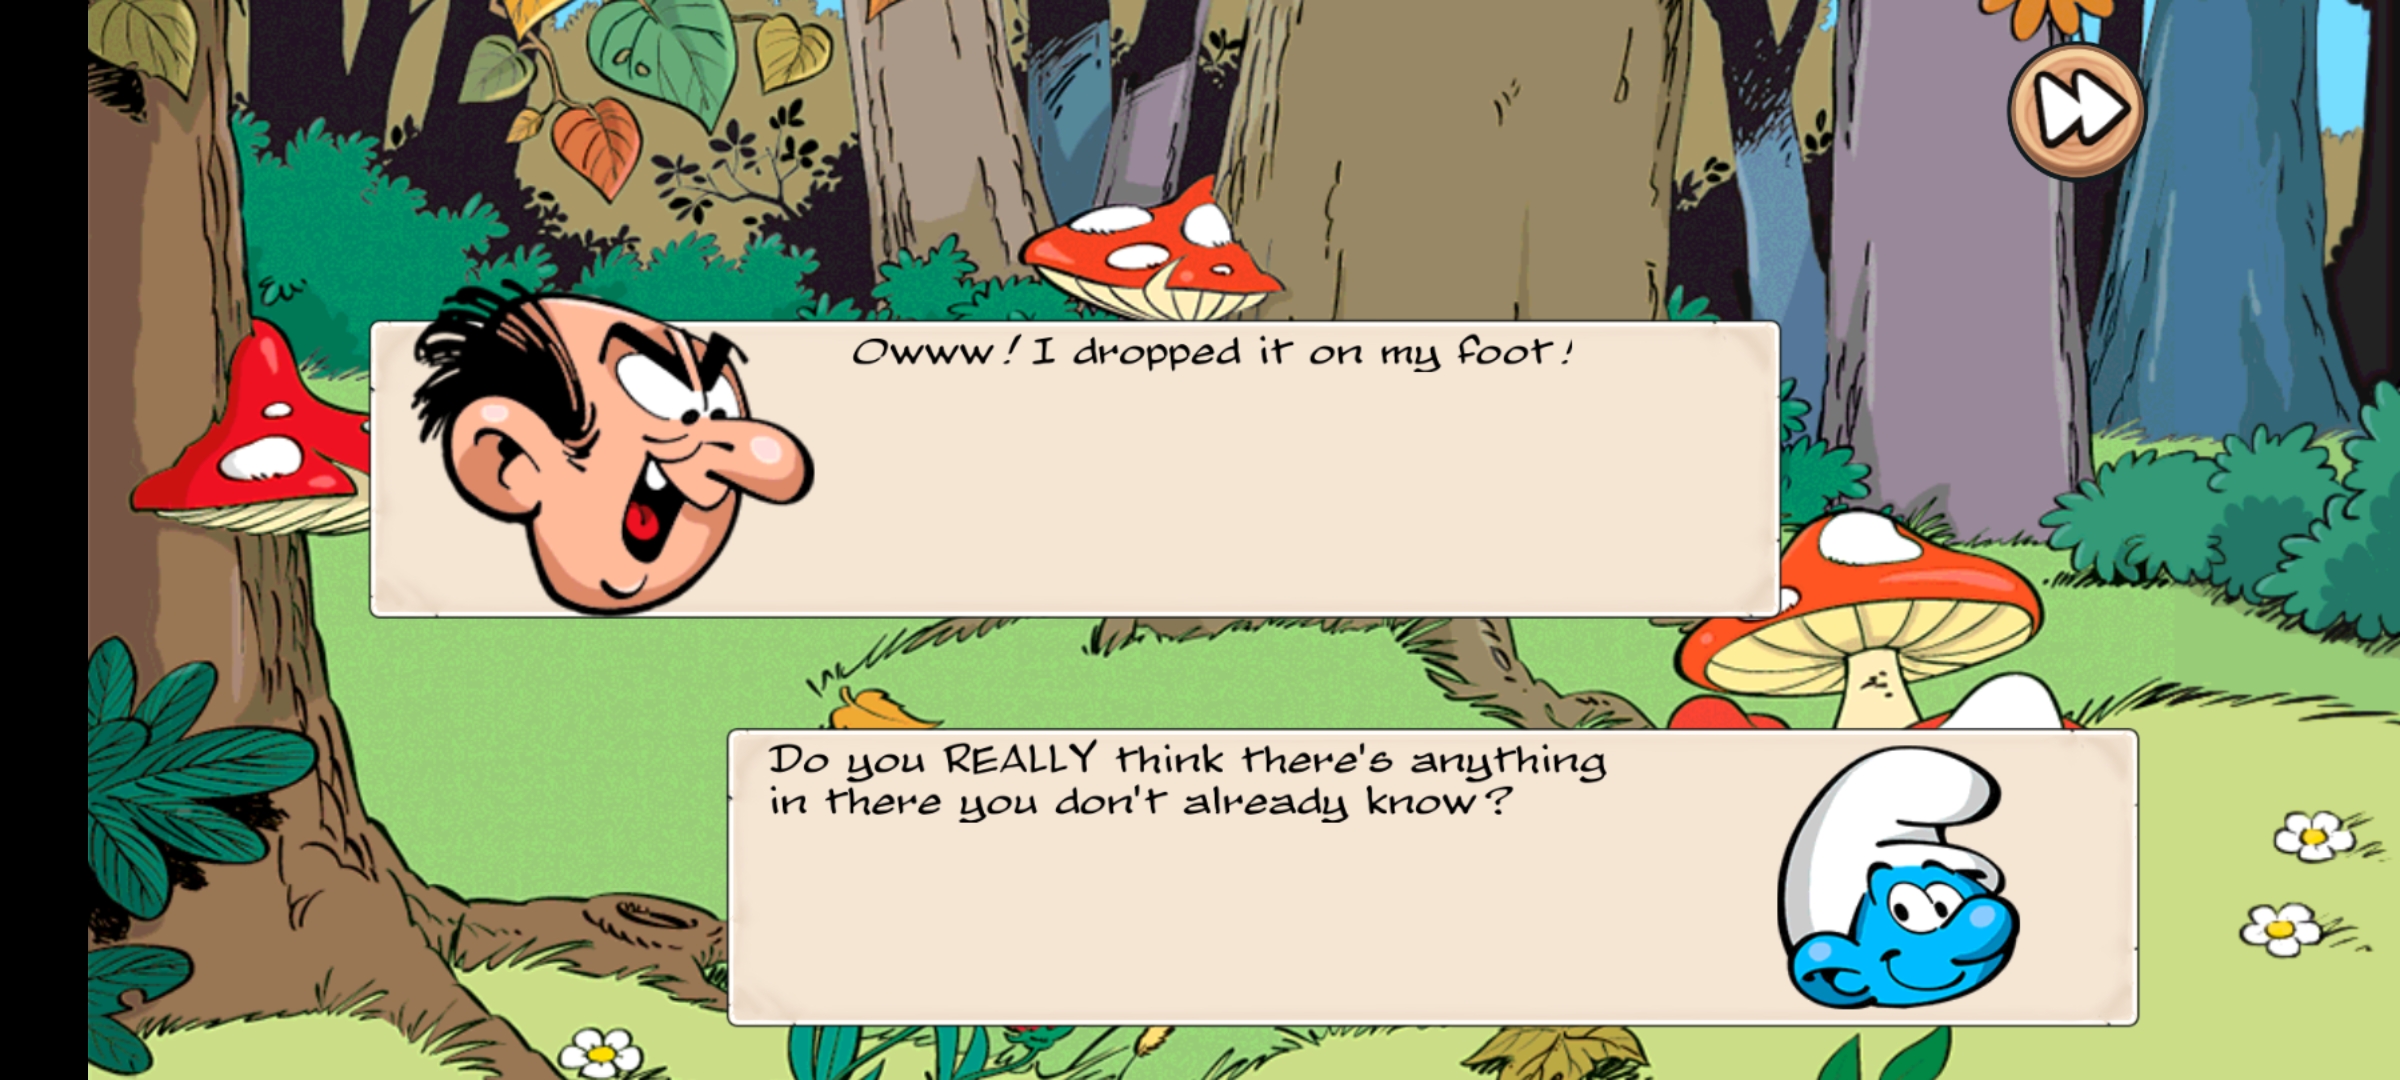 Owww! I dropped it on my foot!
Do you REALLY think there's anything
in there you don't already know?